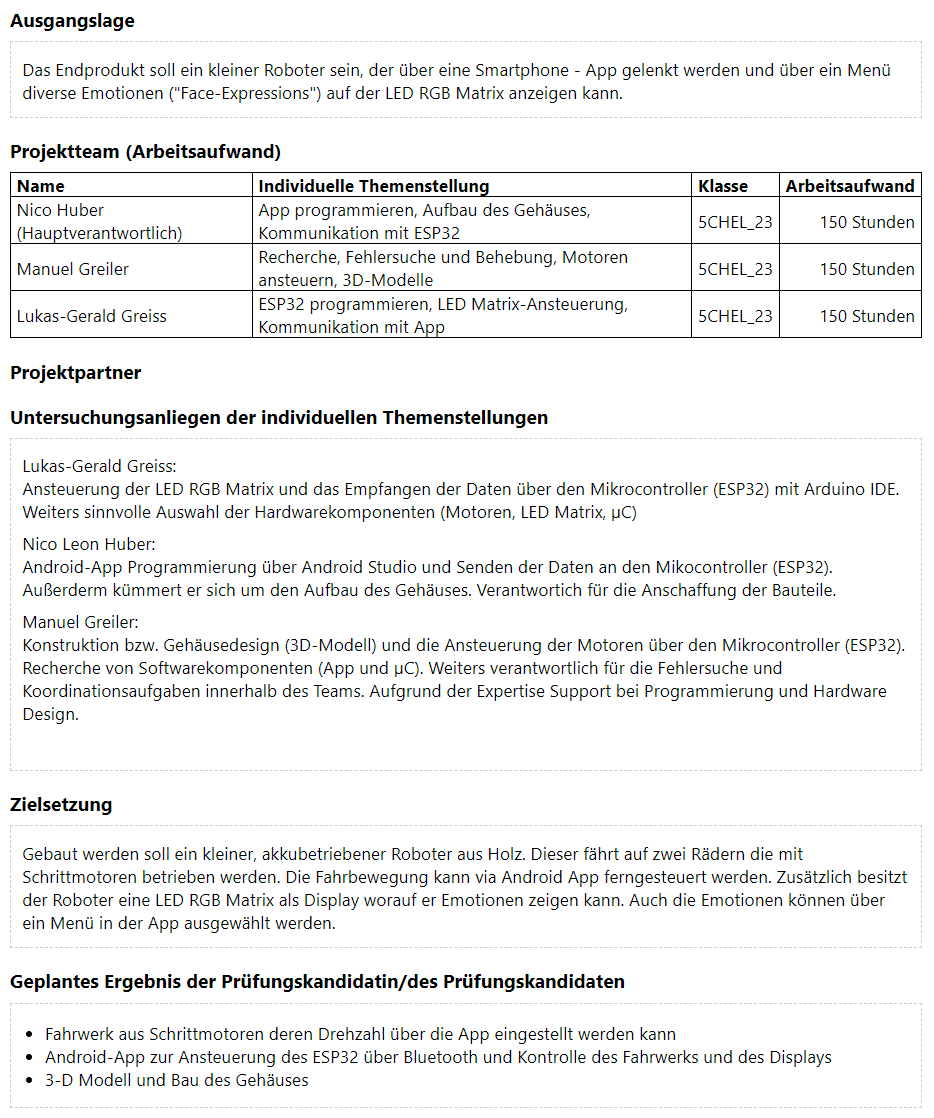 Ausgangslage
Das Endprodukt soll ein kleiner Roboter sein, der über eine Smartphone - App gelenkt werden und über ein Menü
diverse Emotionen ("Face-Expressions") auf der LED RGB Matrix anzeigen kann.
Projektteam (Arbeitsaufwand)
Name Individuelle Themenstellung Klasse Arbeitsaufwand
Nico Huber
(Hauptverantwortlich)
App programmieren, Aufbau des Gehäuses,
Kommunikation mit ESP32
5CHEL_23
150 Stunden
Manuel Greiler
Recherche, Fehlersuche und Behebung, Motoren
ansteuern, 3D-Modelle
5CHEL_23
150 Stunden
Lukas-Gerald Greiss
ESP32 programmieren, LED Matrix-Ansteuerung,
Kommunikation mit App
5CHEL_23
150 Stunden
Projektpartner
Untersuchungsanliegen der individuellen Themenstellungen
Lukas-Gerald Greiss:
Ansteuerung der LED RGB Matrix und das Empfangen der Daten über den Mikrocontroller (ESP32) mit Arduino IDE.
Weiters sinnvolle Auswahl der Hardwarekomponenten (Motoren, LED Matrix, µC)
Nico Leon Huber:
Android-App Programmierung über Android Studio und Senden der Daten an den Mikocontroller (ESP32).
Außerderm kümmert er sich um den Aufbau des Gehäuses. Verantwortich für die Anschaffung der Bauteile.
Manuel Greiler:
Konstruktion bzw. Gehäusedesign (3D-Modell) und die Ansteuerung der Motoren über den Mikrocontroller (ESP32).
Recherche von Softwarekomponenten (App und µC). Weiters verantwortlich für die Fehlersuche und
Koordinationsaufgaben innerhalb des Teams. Aufgrund der Expertise Support bei Programmierung und Hardware
Design.
Zielsetzung
Gebaut werden soll ein kleiner, akkubetriebener Roboter aus Holz. Dieser fährt auf zwei Rädern die mit
Schrittmotoren betrieben werden. Die Fahrbewegung kann via Android App ferngesteuert werden. Zusätzlich besitzt
der Roboter eine LED RGB Matrix als Display worauf er Emotionen zeigen kann. Auch die Emotionen können über
ein Menü in der App ausgewählt werden.
Geplantes Ergebnis der Prüfungskandidatin/des Prüfungskandidaten
• Fahrwerk aus Schrittmotoren deren Drehzahl über die App eingestellt werden kann
• Android-App zur Ansteuerung des ESP32 über Bluetooth und Kontrolle des Fahrwerks und des Displays
• 3-D Modell und Bau des Gehäuses